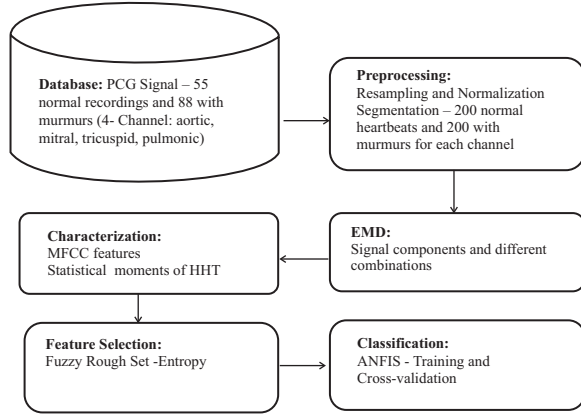 Database: PCG Signal – 55
normal recordings and 88 with
murmurs (4- Channel: aortic,
mitral, tricuspid, pulmonic)
Preprocessing:
Resampling and Normalization
Segmentation – 200 normal
heartbeats and 200 with
murmurs for each channel
EMD:
Signal components and different
combinations
Characterization:
MFCC features
Statistical moments of HHT
Feature Selection:
Fuzzy Rough Set -Entropy
Classification:
ANFIS - Training and
Cross-validation